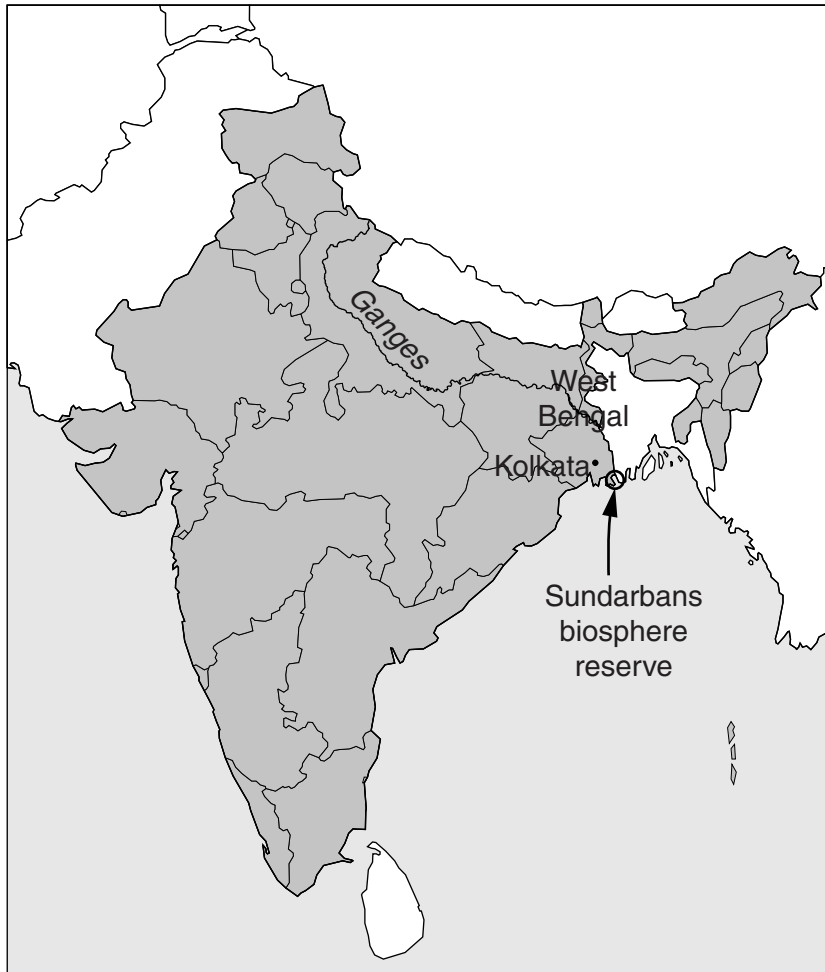 Ganges
West
Bengal
Kolkata
Sundarbans
biosphere
reserve